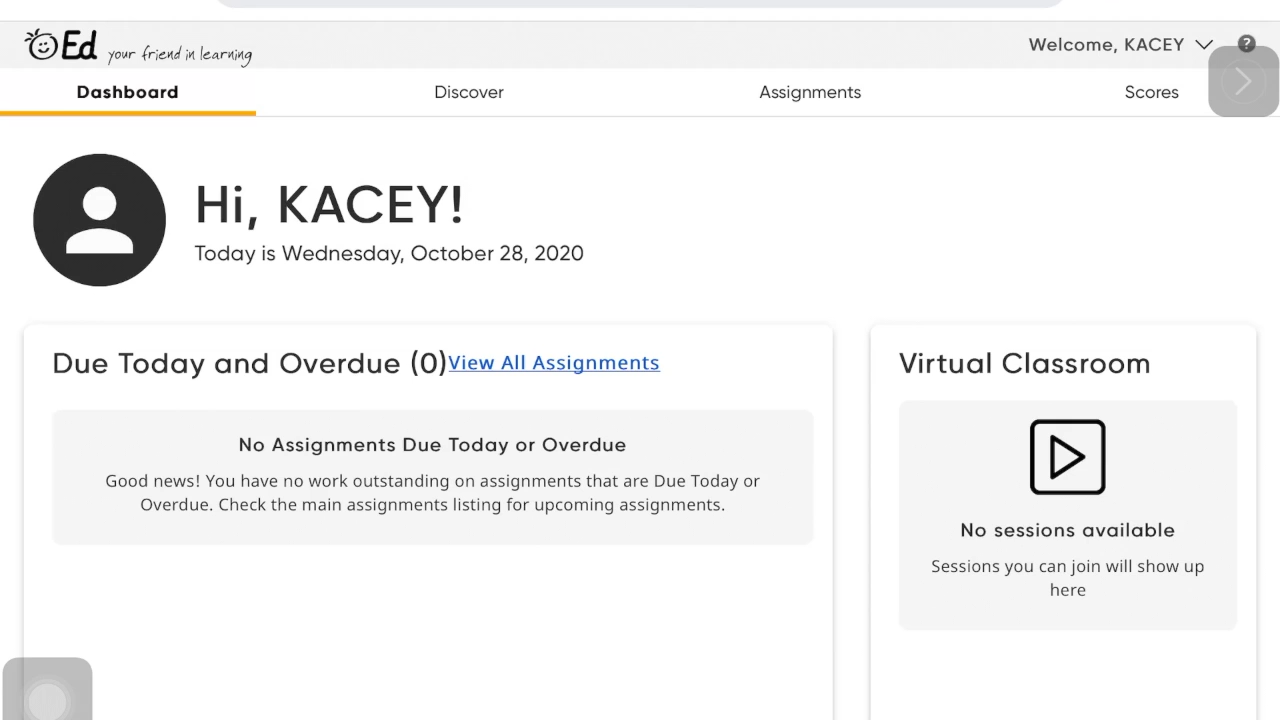 Ed your friend in learning
Welcome, KACEY
?
Dashboard
Discover
Assignments
Scores
Hi, KACEY!
Today is Wednesday, October 28, 2020
Due Today and Overdue (0)View All Assignments
No Assignments Due Today or Overdue
Good news! You have no work outstanding on assignments that are Due Today or
Overdue. Check the main assignments listing for upcoming assignments.
Virtual Classroom
No sessions available
Sessions you can join will show up
here